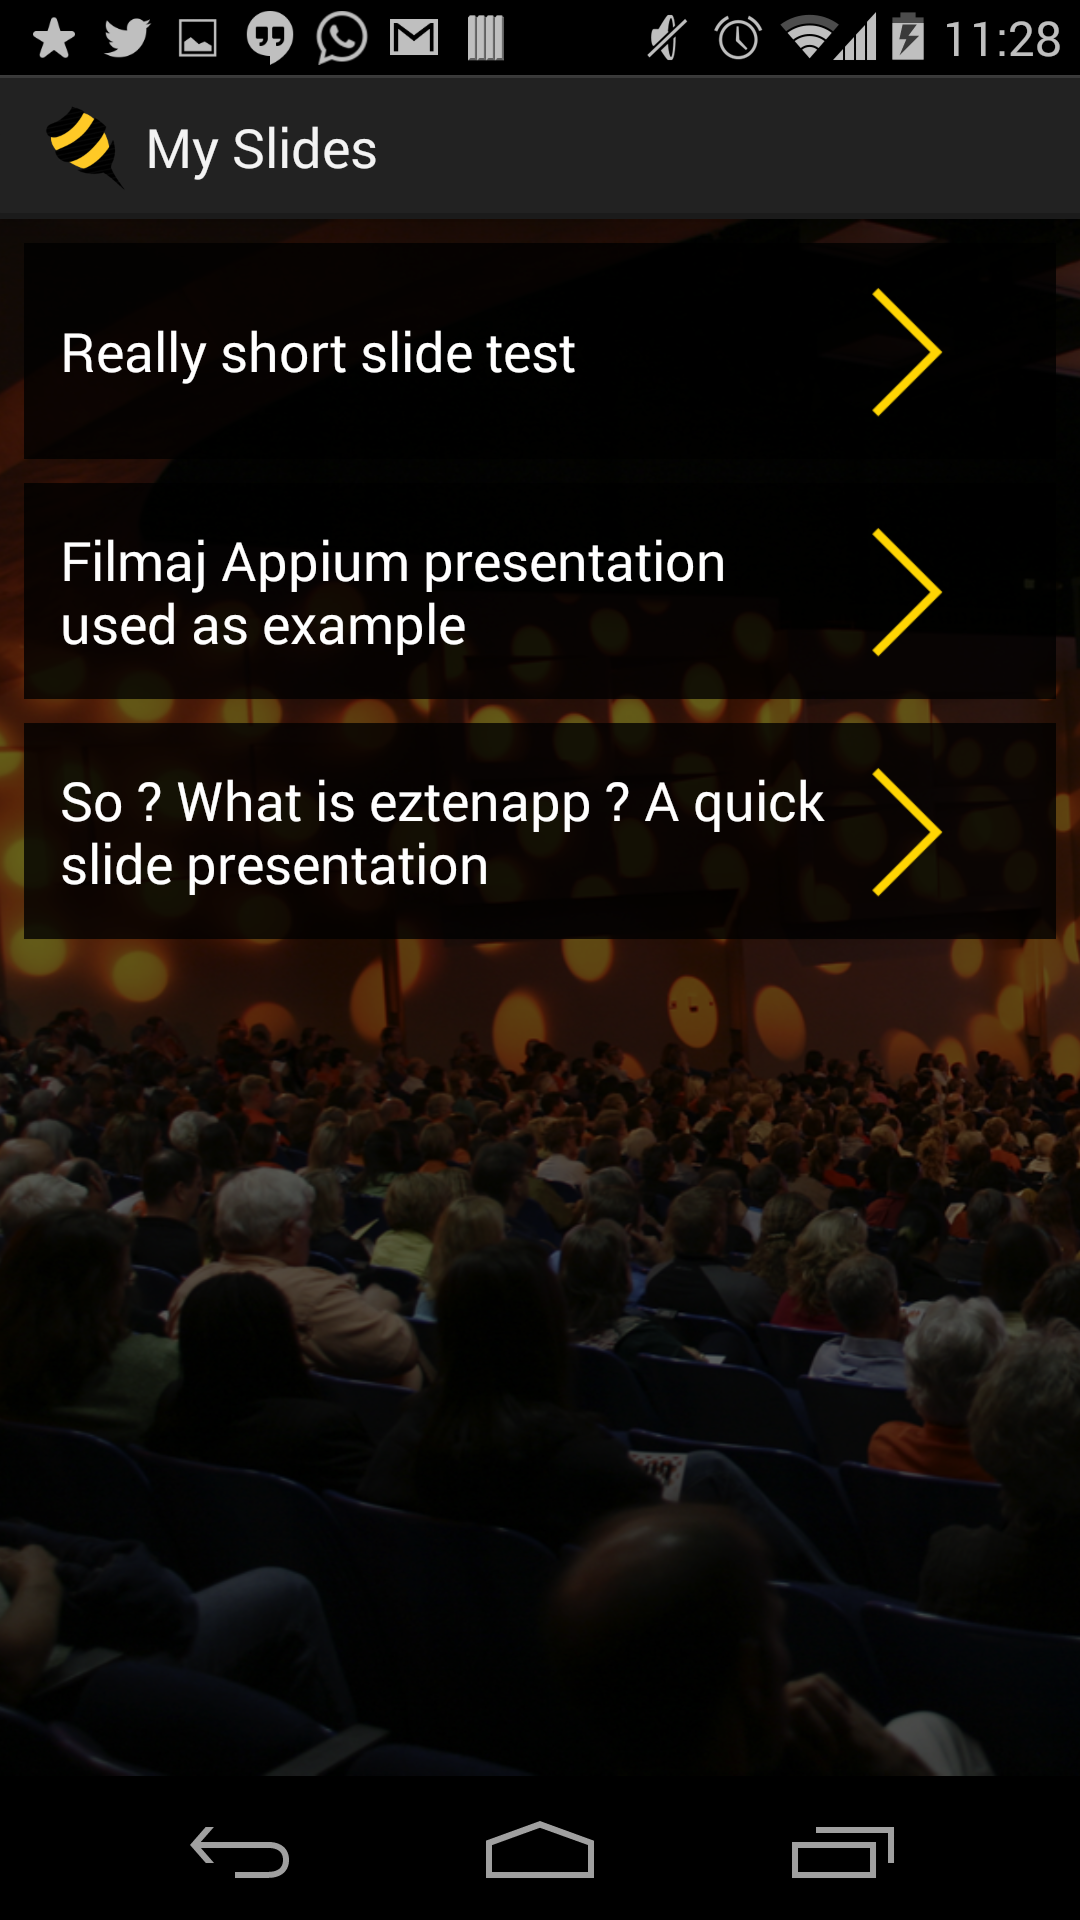 11:28
My Slides
Really short slide test
Filmaj Appium presentation
used as example
So ? What is eztenapp ? A quick
slide presentation